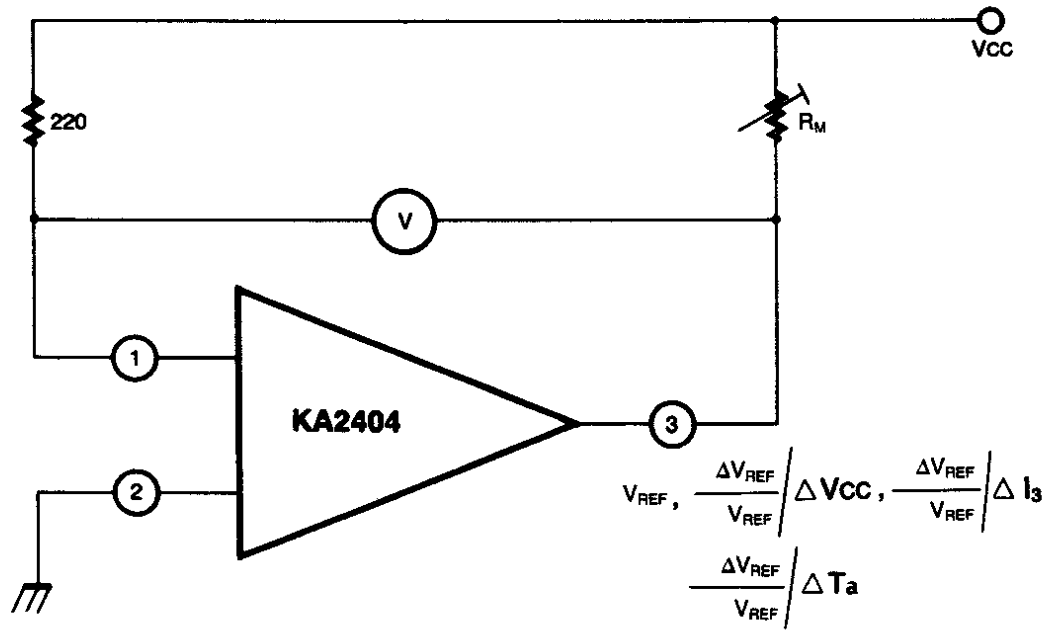 VCC
220
RM
V
1
KA2404
3
2
VREF, ΔVREF/VREF / ΔVCC, ΔVREF/VREF / ΔI3
ΔVREF/VREF / ΔTa